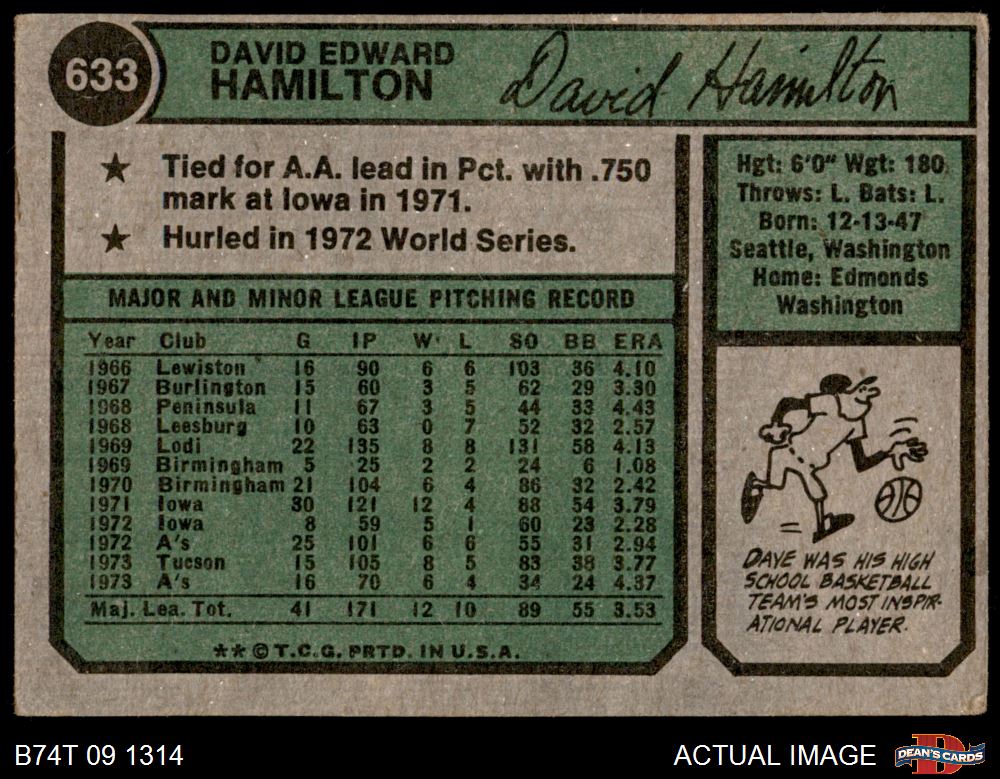 633
DAVID EDWARD
HAMILTON
David Hamilton
★ Tied for A.A. lead in Pct. with .750
mark at Iowa in 1971.
★ Hurled in 1972 World Series.
Hgt: 6'0" Wgt: 180
Throws: L. Bats: L.
Born: 12-13-47
Seattle, Washington
Home: Edmonds
Washington
MAJOR AND MINOR LEAGUE PITCHING RECORD
Year Club G IP W L SO BB ERA
1966 Lewiston 16 90 6 6 103 36 4.10
1967 Burlington 15 60 3 5 62 29 3.30
1968 Peninsula 11 67 3 5 44 33 4.43
1968 Leesburg 10 63 0 7 52 32 2.57
1969 Lodi 22 135 8 8 131 58 4.13
1969 Birmingham 5 25 2 2 24 6 1.08
1970 Birmingham 21 104 6 4 86 32 2.42
1971 Iowa 30 121 12 4 88 54 3.79
1972 Iowa 8 59 5 1 60 23 2.28
1972 A's 25 101 6 6 55 31 2.94
1973 Tucson 15 105 8 5 83 38 3.77
1973 A's 16 70 6 4 34 24 4.37
Maj. Lea. Tot. 41 171 12 10 89 55 3.53
** © T.C.G. PRTD. IN U.S.A.
DAVE WAS HIS HIGH
SCHOOL BASKETBALL
TEAM'S MOST INSPIR-
ATIONAL PLAYER.
B74T 09 1314
ACTUAL IMAGE
DEAN'S CARDS